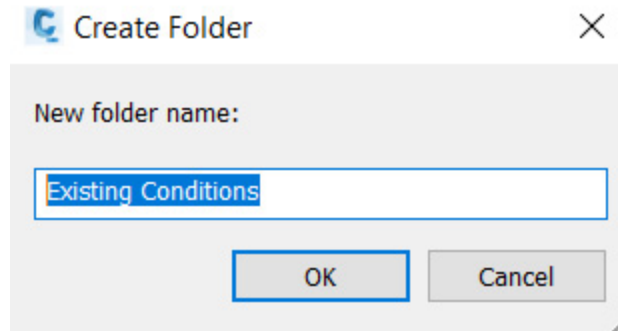 Create Folder
New folder name:
Existing Conditions
OK Cancel